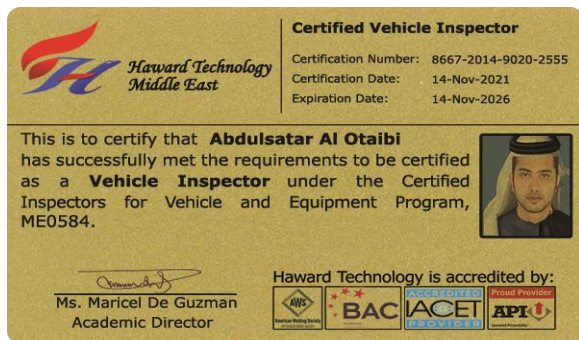 Haward Technology
Middle East
Certified Vehicle Inspector
Certification Number: 8667-2014-9020-2555
Certification Date: 14-Nov-2021
Expiration Date: 14-Nov-2026
This is to certify that Abdulsatar Al Otaibi
has successfully met the requirements to be certified
as a Vehicle Inspector under the Certified
Inspectors for Vehicle and Equipment Program,
ME0584.
Ms. Maricel De Guzman
Academic Director
Haward Technology is accredited by:
AWS
American Welding Society
BAC
ACCREDITED
IACET
PROVIDER
Proud Provider
API U